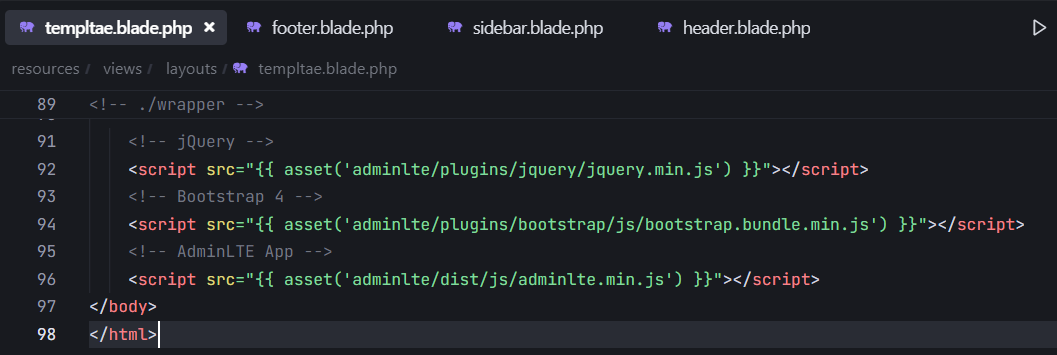 templtae.blade.php × footer.blade.php sidebar.blade.php header.blade.php
resources / views / layouts / templtae.blade.php
89 <!-- ./wrapper -->
91 <!-- jQuery -->
92 <script src="{{ asset('adminlte/plugins/jquery/jquery.min.js') }}"></script>
93 <!-- Bootstrap 4 -->
94 <script src="{{ asset('adminlte/plugins/bootstrap/js/bootstrap.bundle.min.js') }}"></script>
95 <!-- AdminLTE App -->
96 <script src="{{ asset('adminlte/dist/js/adminlte.min.js') }}"></script>
97 </body>
98 </html>